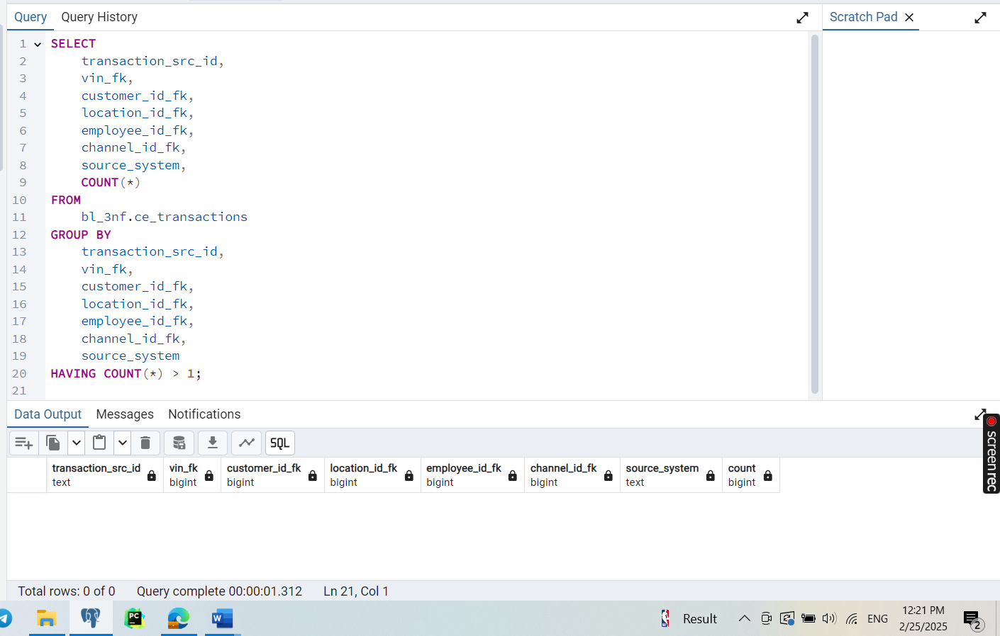 Query Query History Scratch Pad
1 SELECT
2 transaction_src_id,
3 vin_fk,
4 customer_id_fk,
5 location_id_fk,
6 employee_id_fk,
7 channel_id_fk,
8 source_system,
9 COUNT(*)
10 FROM
11 bl_3nf.ce_transactions
12 GROUP BY
13 transaction_src_id,
14 vin_fk,
15 customer_id_fk,
16 location_id_fk,
17 employee_id_fk,
18 channel_id_fk,
19 source_system
20 HAVING COUNT(*) > 1;
21
Data Output Messages Notifications
SQL
transaction_src_id vin_fk customer_id_fk location_id_fk employee_id_fk channel_id_fk source_system count
text bigint bigint bigint bigint bigint text bigint
screenrec
Total rows: 0 of 0 Query complete 00:00:01.312 Ln 21, Col 1
PC W Result ENG 12:21 PM
2/25/2025 2